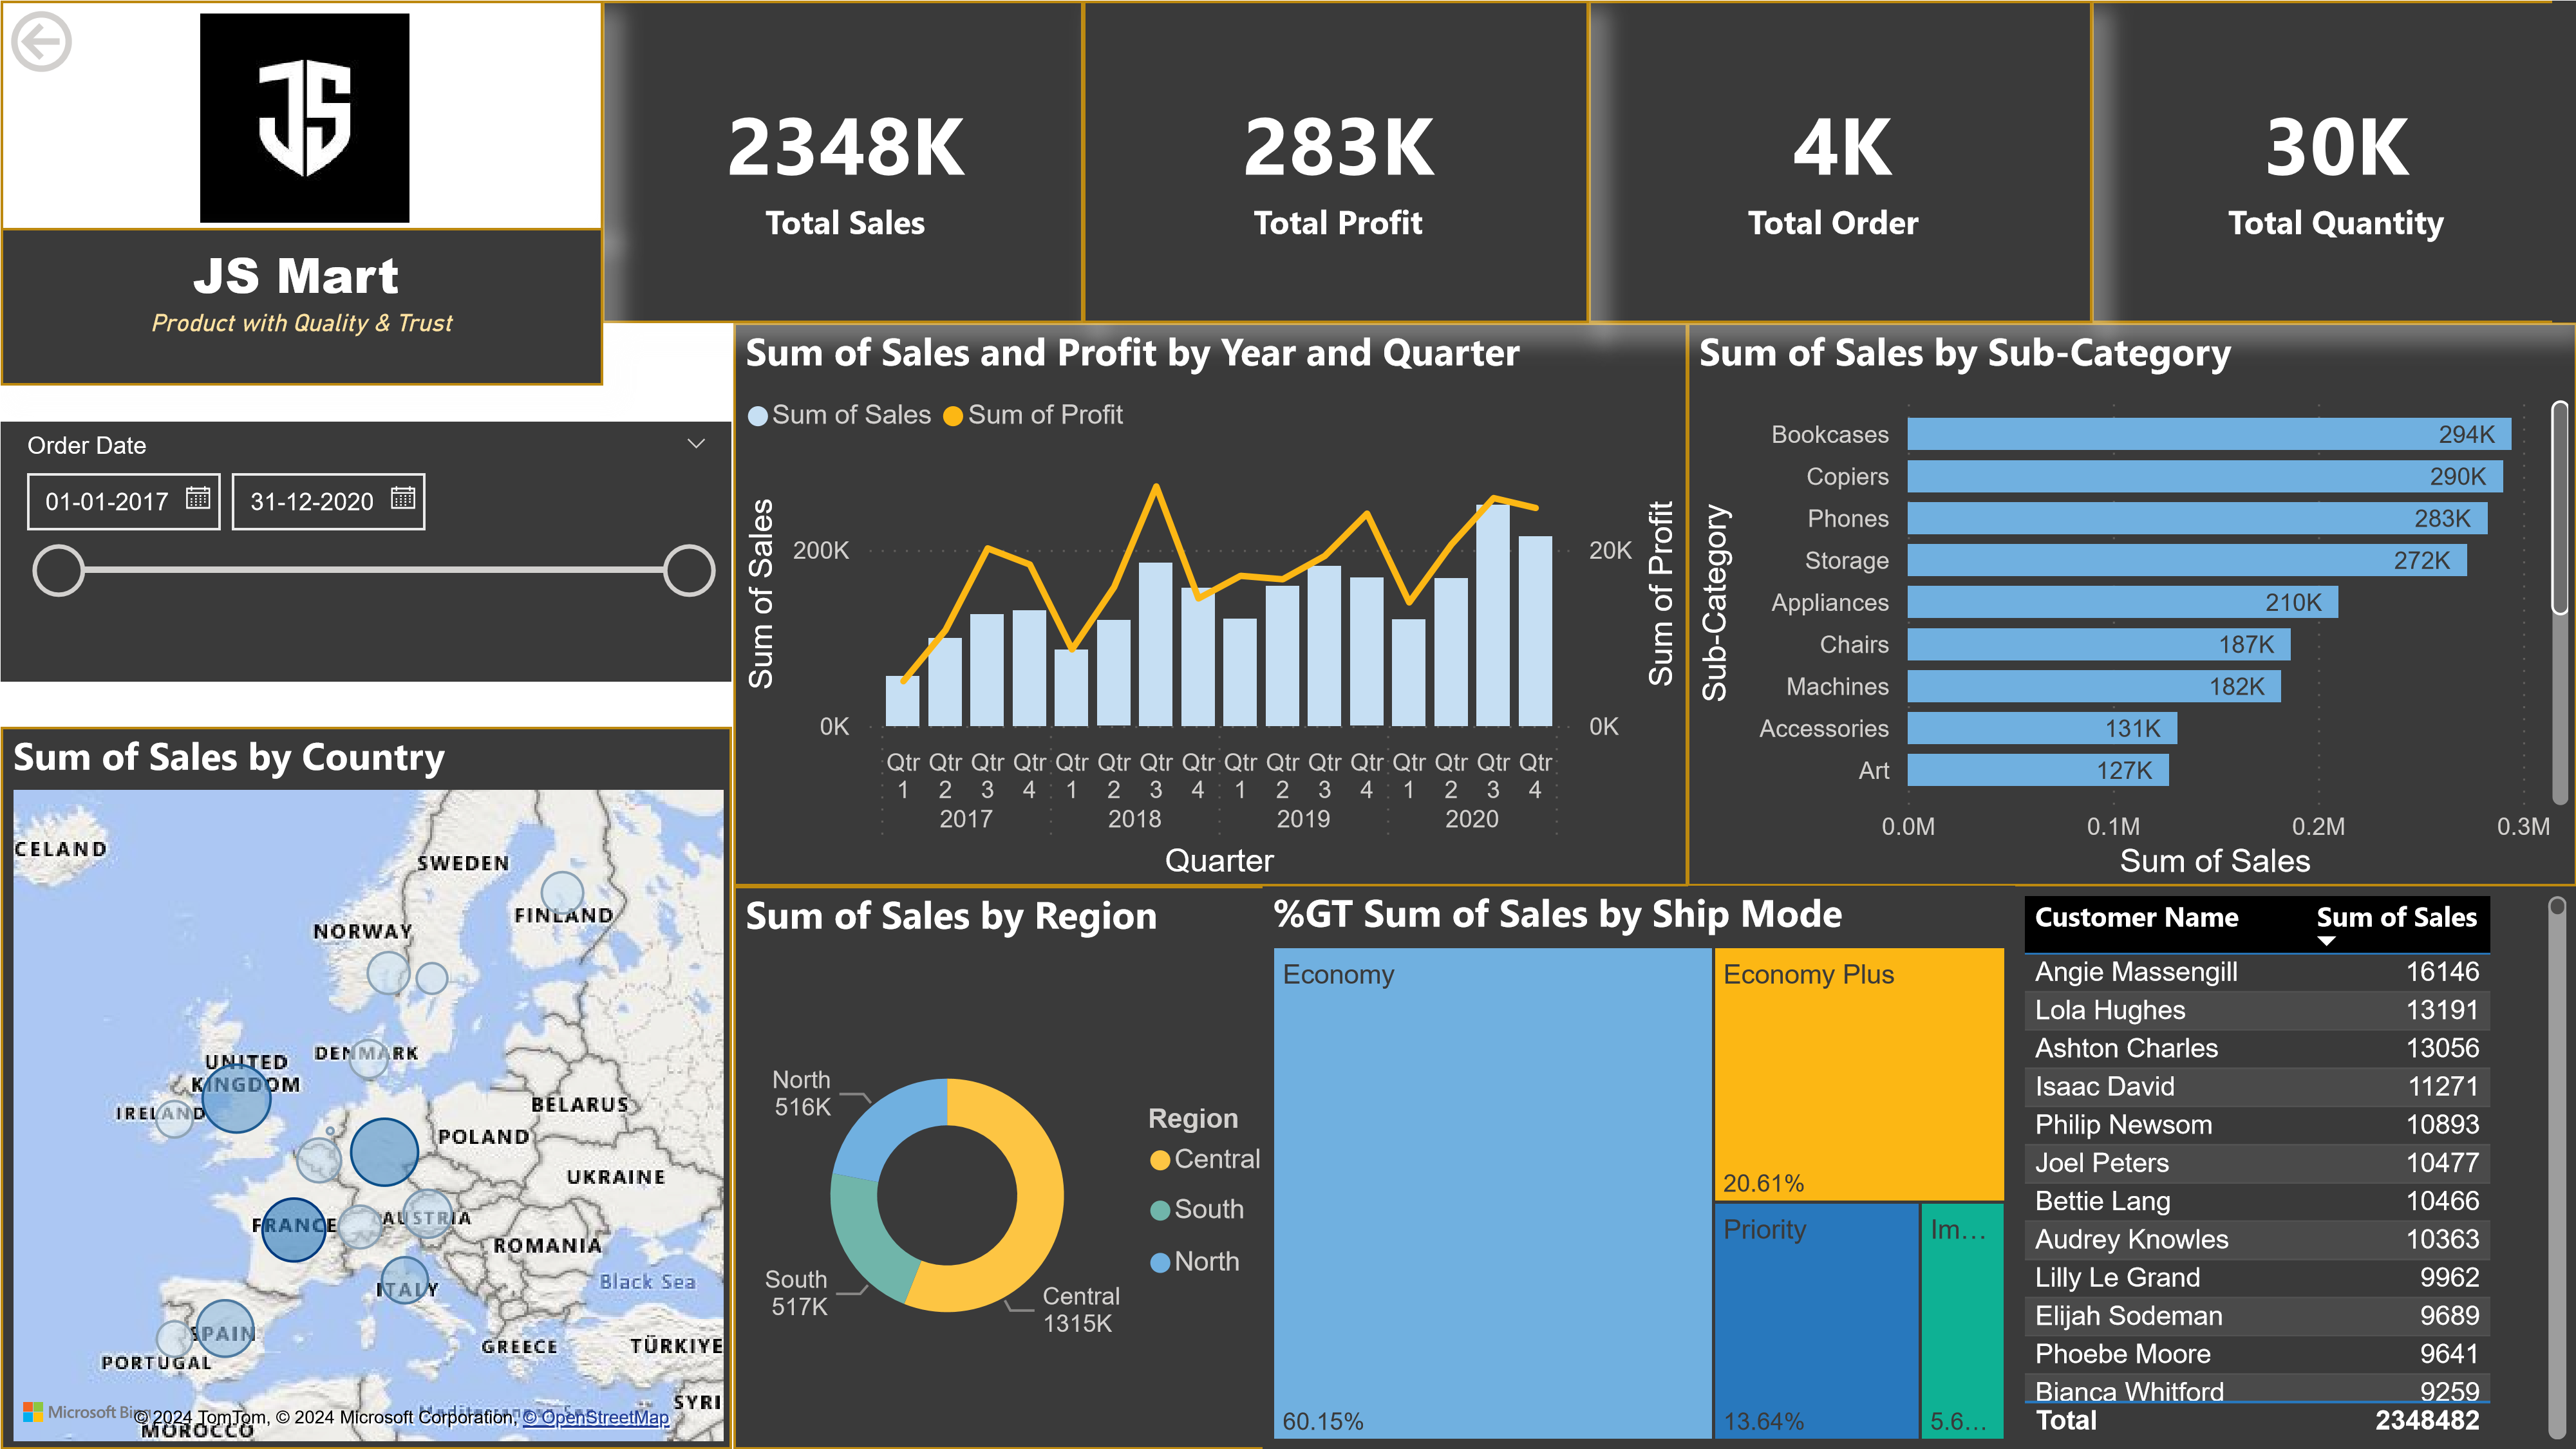 JS
JS Mart
Product with Quality & Trust
2348K
Total Sales
283K
Total Profit
4K
Total Order
30K
Total Quantity
Order Date
01-01-2017
31-12-2020
Sum of Sales and Profit by Year and Quarter
Sum of Sales
Sum of Profit
Sum of Sales
200K
0K
20K
0K
Sum of Profit
Qtr 1
Qtr 2
Qtr 3
Qtr 4
Qtr 1
Qtr 2
Qtr 3
Qtr 4
Qtr 1
Qtr 2
Qtr 3
Qtr 4
Qtr 1
Qtr 2
Qtr 3
Qtr 4
2017
2018
2019
2020
Quarter
Sum of Sales by Sub-Category
Sub-Category
Bookcases 294K
Copiers 290K
Phones 283K
Storage 272K
Appliances 210K
Chairs 187K
Machines 182K
Accessories 131K
Art 127K
0.0M 0.1M 0.2M 0.3M
Sum of Sales
Sum of Sales by Country
CELAND
SWEDEN
FINLAND
NORWAY
DENMARK
UNITED
KINGDOM
IRELAND
BELARUS
POLAND
UKRAINE
FRANCE
AUSTRIA
ROMANIA
ITALY
Black Sea
SPAIN
GREECE
TÜRKIYE
PORTUGAL
SYRI
Microsoft Bing
© 2024 TomTom, © 2024 Microsoft Corporation, © OpenStreetMap
MOROCCO
Sum of Sales by Region
North
516K
South
517K
Central
1315K
Region
Central
South
North
%GT Sum of Sales by Ship Mode
Economy
60.15%
Economy Plus
20.61%
Priority
13.64%
Im...
5.6...
Customer Name Sum of Sales
Angie Massengill 16146
Lola Hughes 13191
Ashton Charles 13056
Isaac David 11271
Philip Newsom 10893
Joel Peters 10477
Bettie Lang 10466
Audrey Knowles 10363
Lilly Le Grand 9962
Elijah Sodeman 9689
Phoebe Moore 9641
Bianca Whitford 9259
Total 2348482